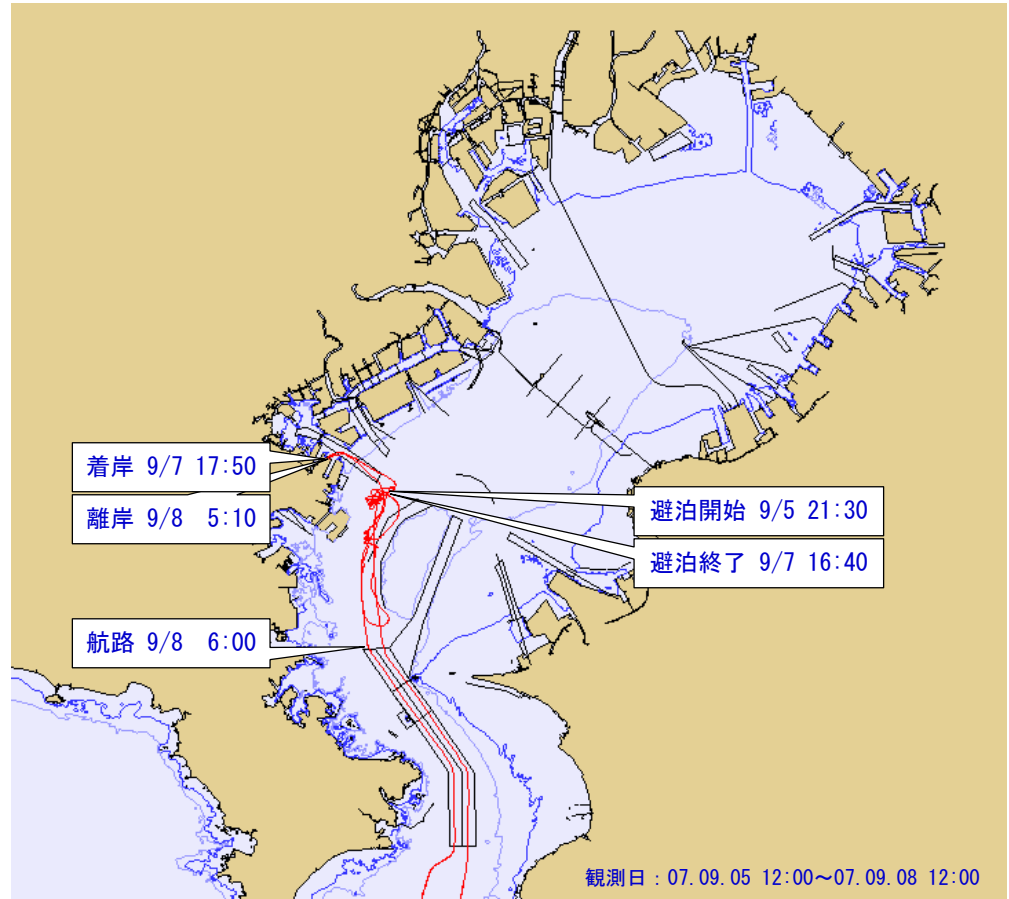 着岸 9/7 17:50
離岸 9/8 5:10
避泊開始 9/5 21:30
避泊終了 9/7 16:40
航路 9/8 6:00
観測日：07.09.05 12:00～07.09.08 12:00